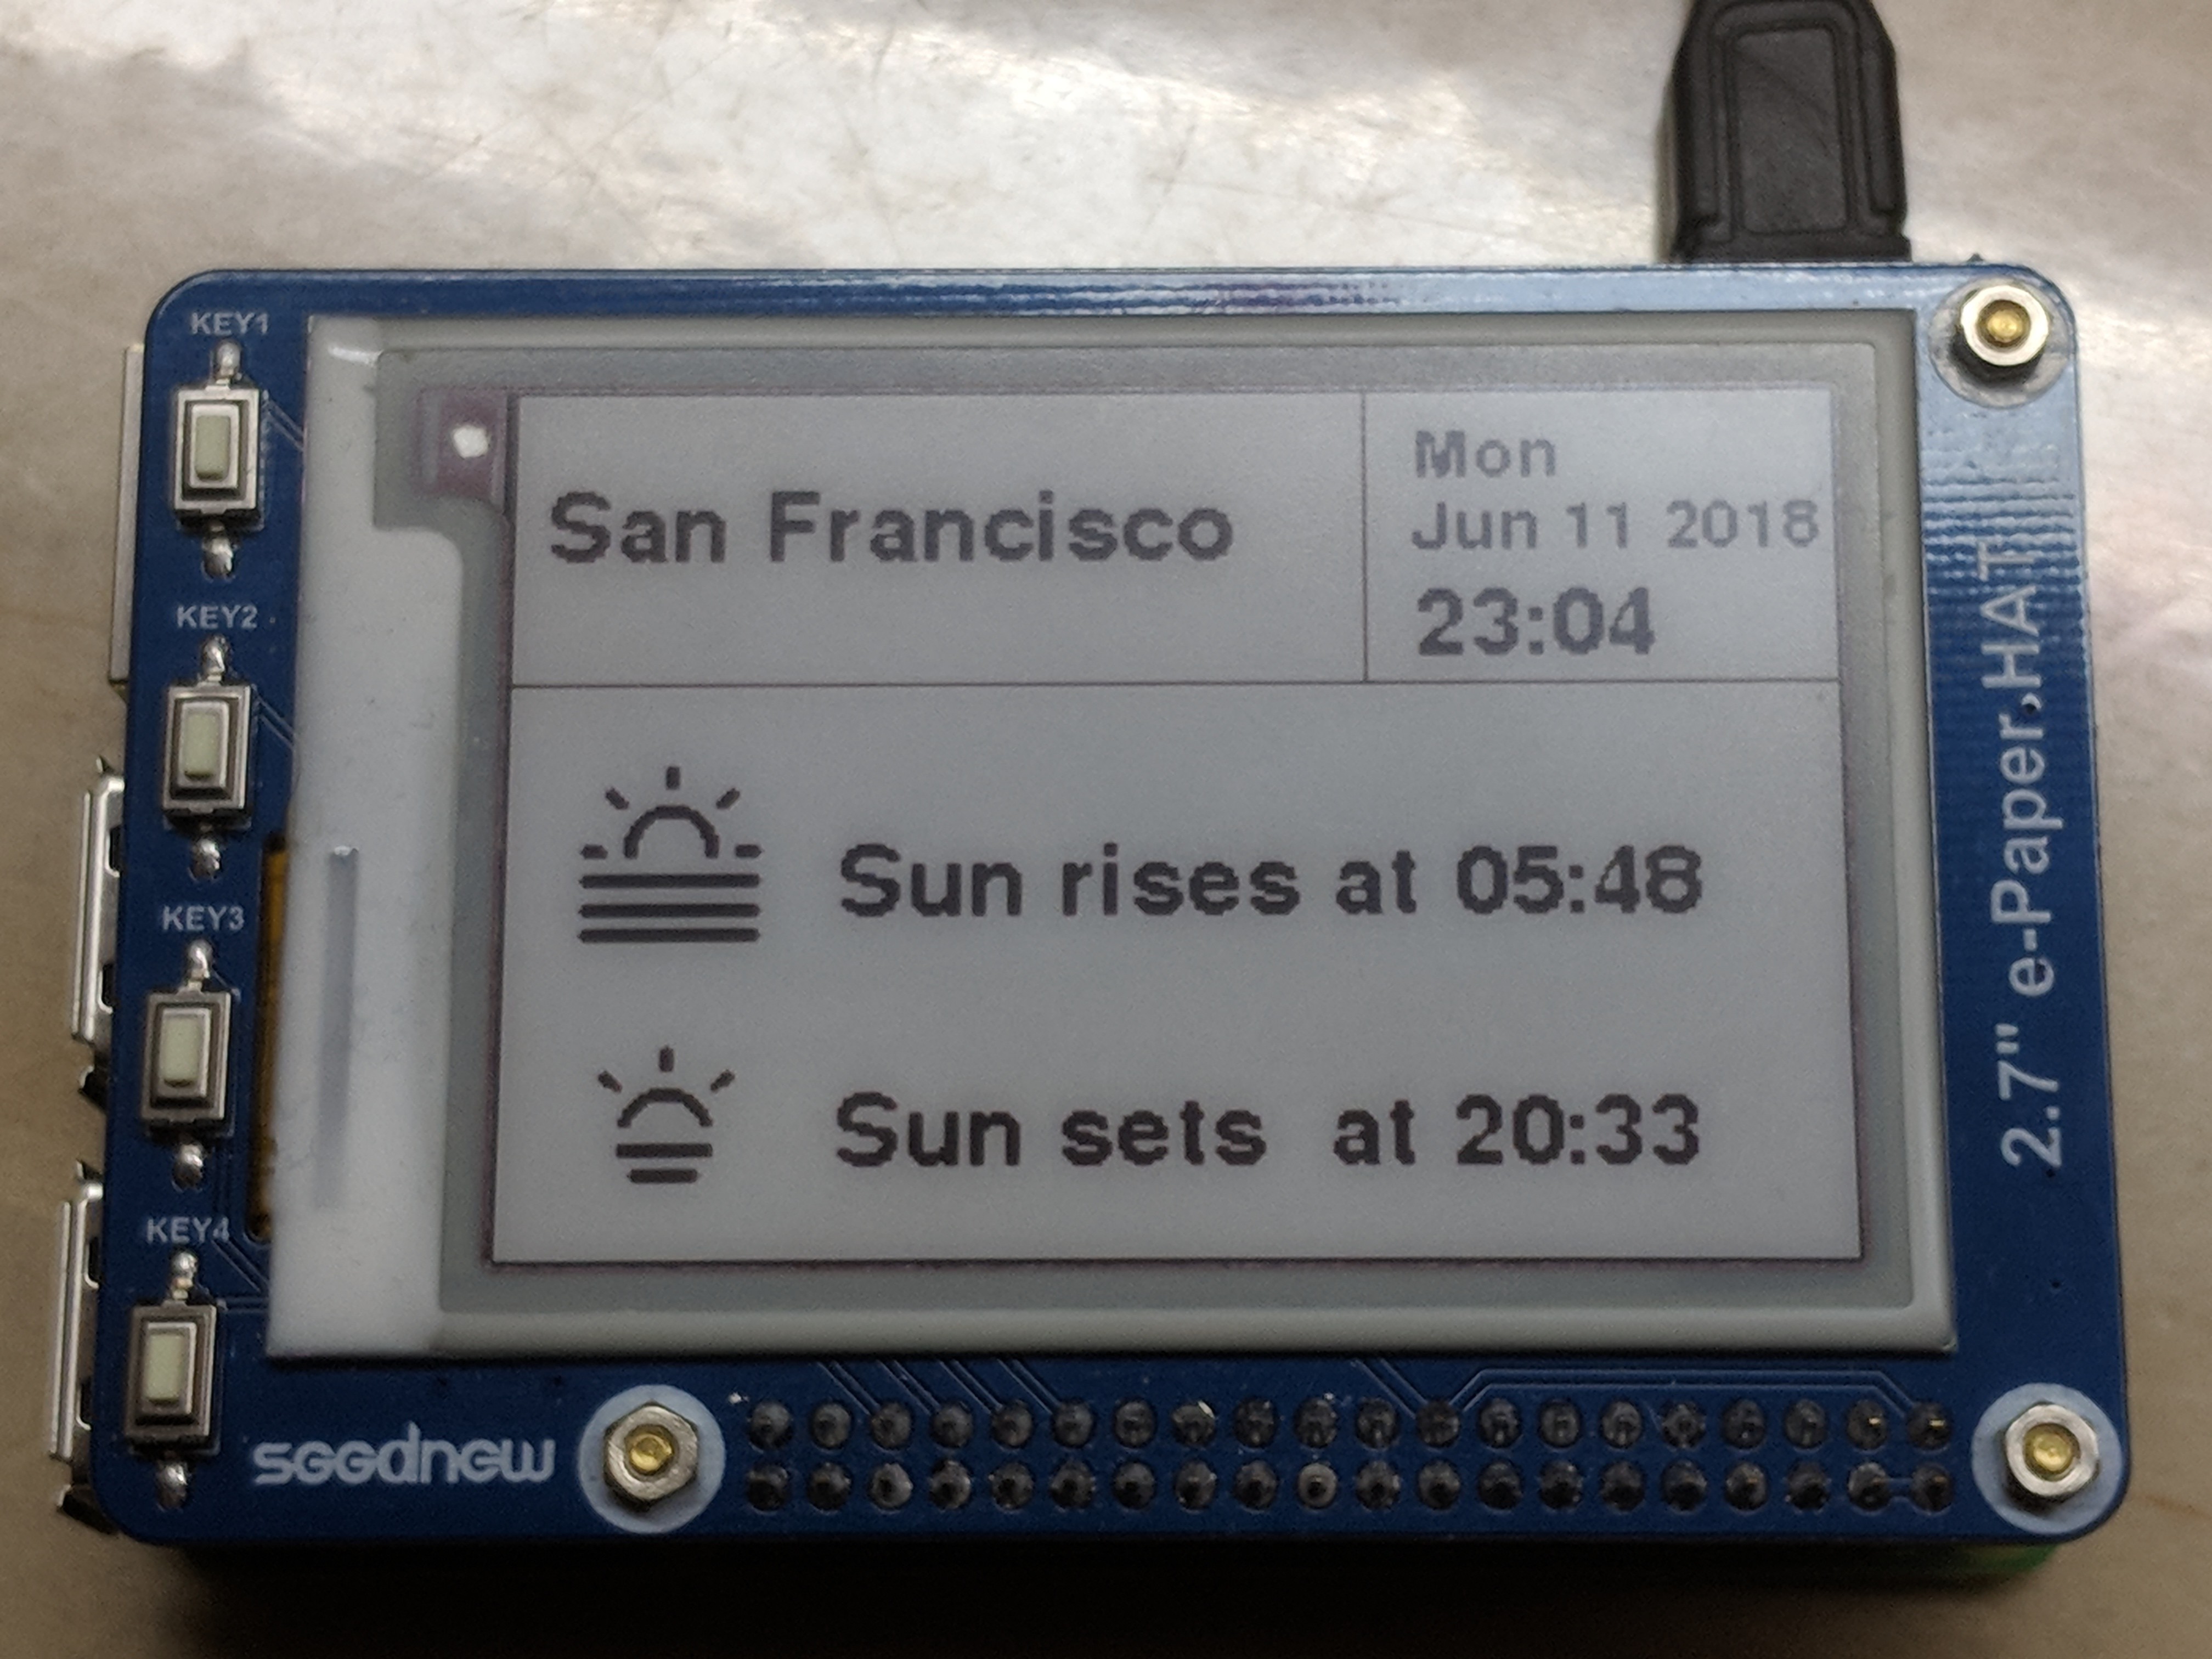 KEY1
KEY2
KEY3
KEY4
San Francisco
Mon
Jun 11 2018
23:04
Sun rises at 05:48
Sun sets at 20:33
2.7" e-Paper.HAT
seednew